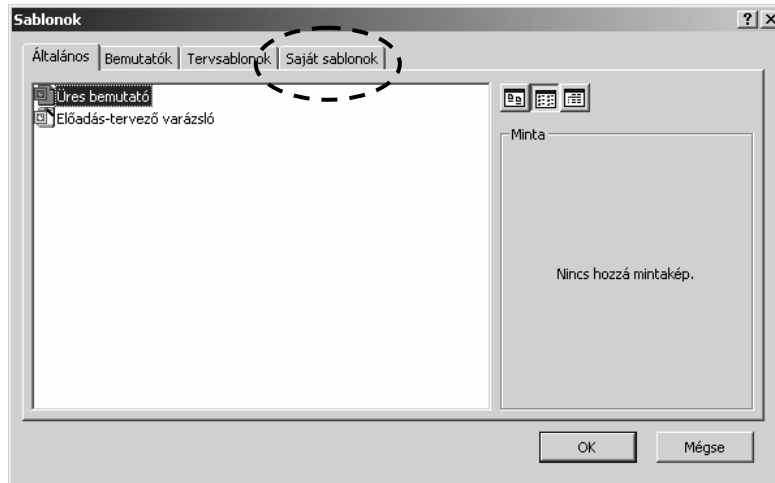 Sablonok
Általános Bemutatók Tervsablonok Saját sablonok
Üres bemutató
Előadás-tervező varázsló
Minta
Nincs hozzá mintakép.
OK Mégse